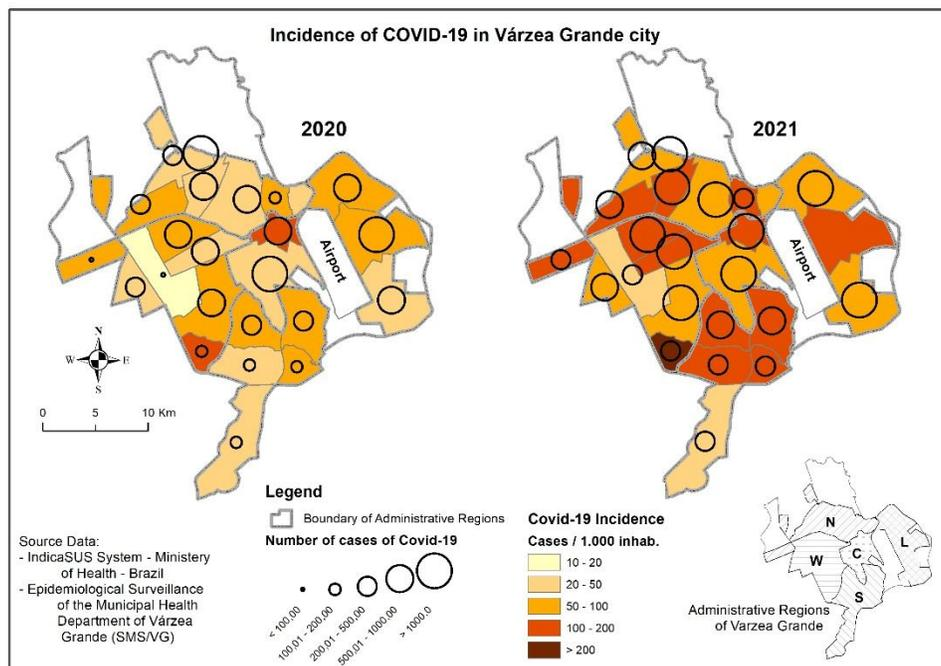 Incidence of COVID-19 in Várzea Grande city
2020
2021
Airport
Airport
N
W
E
S
0
5
10 Km
Source Data:
- IndicaSUS System - Ministry
of Health - Brazil
- Epidemiological Surveillance
of the Municipal Health
Department of Várzea
Grande (SMS/VG)
Legend
Boundary of Administrative Regions
Number of cases of Covid-19
< 100,00
100,01 - 200,00
200,01 - 500,00
500,01 - 1000.00
> 1000.0
Covid-19 Incidence
Cases / 1.000 inhab.
10 - 20
20 - 50
50 - 100
100 - 200
> 200
N
W
C
L
S
Administrative Regions
of Varzea Grande